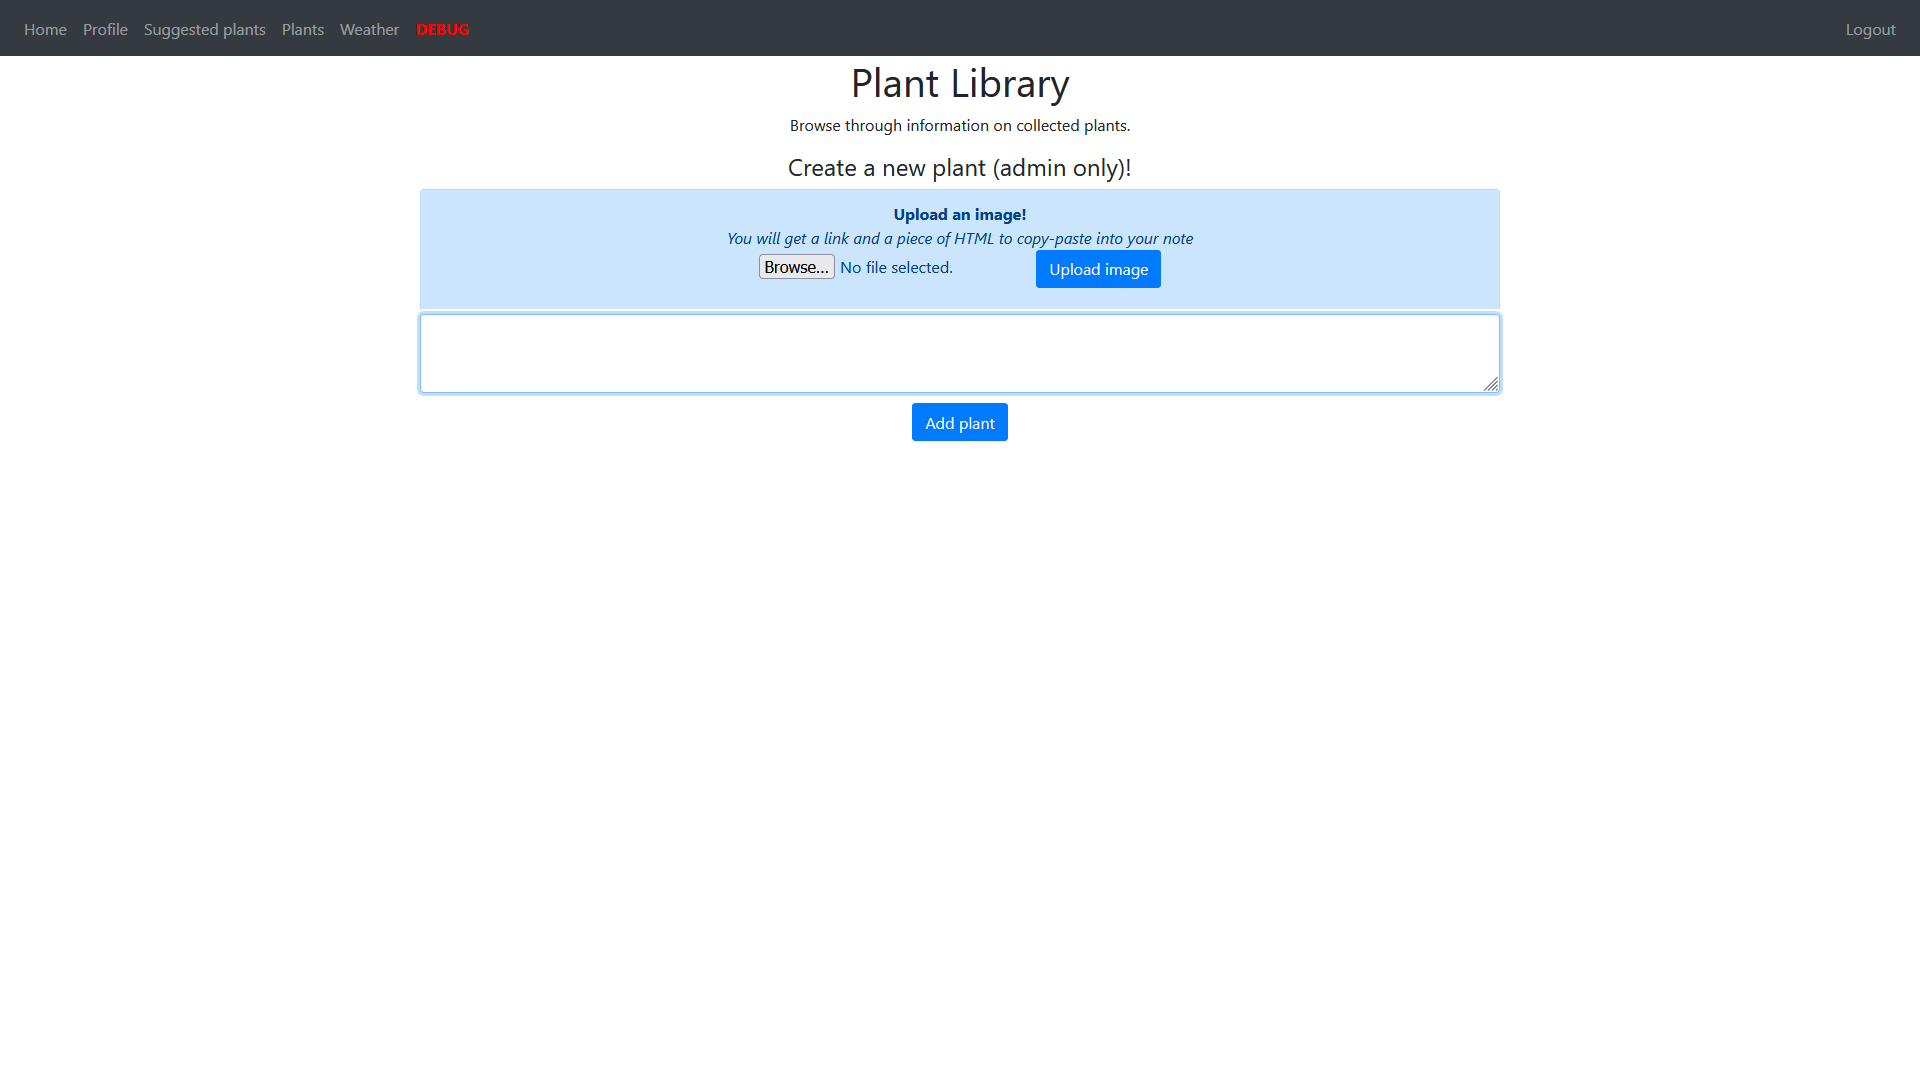 Home Profile Suggested plants Plants Weather DEBUG Logout
Plant Library
Browse through information on collected plants.
Create a new plant (admin only)!
Upload an image!
You will get a link and a piece of HTML to copy-paste into your note
Browse... No file selected. Upload image
Add plant